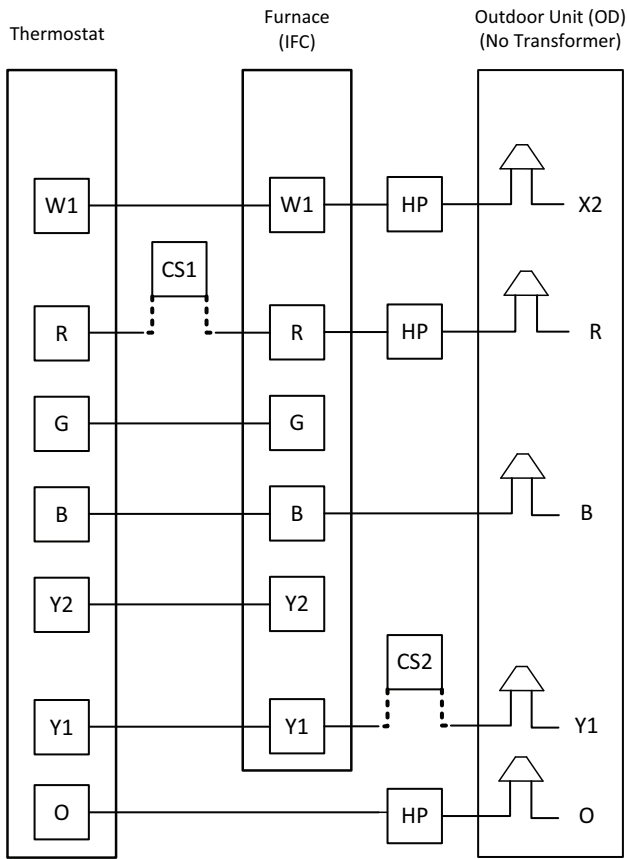 Thermostat
Furnace
(IFC)
Outdoor Unit (OD)
(No Transformer)
W1
W1
HP
X2
CS1
R
R
HP
R
G
G
B
B
B
Y2
Y2
CS2
Y1
Y1
Y1
O
HP
O